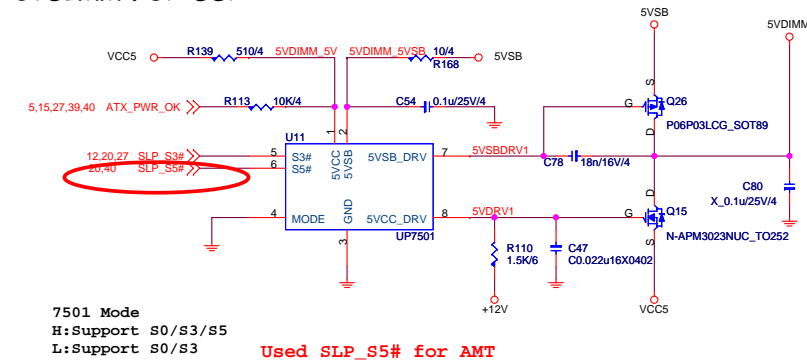 5VSB
5VDIMM
VCC5
R139
510/4
5VDIMM_5V
5VDIMM_5VSB
10/4
R168
5VSB
S
G
Q26
D
P06P03LCG_SOT89
5,15,27,39,40 ATX_PWR_OK
R113
10K/4
C54
0.1u/25V/4
1
2
U11
12,20,27 SLP_S3#
5
S3#
5VCC
5VSB
5VSB_DRV
7
5VSBDRV1
C78
18n/16V/4
20,40 SLP_S5#
6
S5#
C80
X_0.1u/25V/4
4
MODE
GND
5VCC_DRV
8
5VDRV1
D
G
Q15
S
N-APM3023NUC_TO252
3
UP7501
R110
1.5K/6
C47
C0.022u16X0402
+12V
VCC5
7501 Mode
H:Support S0/S3/S5
L:Support S0/S3
Used SLP_S5# for AMT